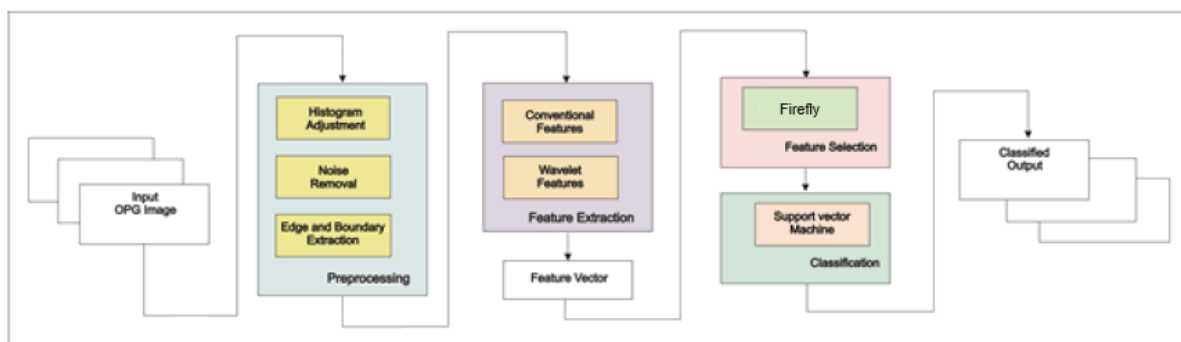 Input
OPG Image
Histogram
Adjustment
Noise
Removal
Edge and Boundary
Extraction
Preprocessing
Conventional
Features
Wavelet
Features
Feature Extraction
Feature Vector
Firefly
Feature Selection
Support vector
Machine
Classification
Classified
Output